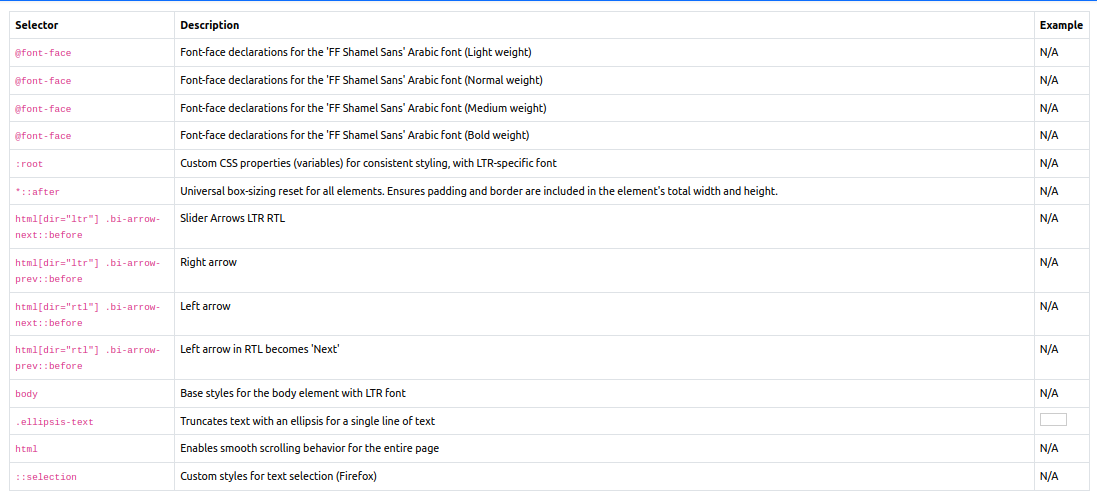 Selector Description Example
@font-face Font-face declarations for the 'FF Shamel Sans' Arabic font (Light weight) N/A
@font-face Font-face declarations for the 'FF Shamel Sans' Arabic font (Normal weight) N/A
@font-face Font-face declarations for the 'FF Shamel Sans' Arabic font (Medium weight) N/A
@font-face Font-face declarations for the 'FF Shamel Sans' Arabic font (Bold weight) N/A
:root Custom CSS properties (variables) for consistent styling, with LTR-specific font N/A
*::after Universal box-sizing reset for all elements. Ensures padding and border are included in the element's total width and height. N/A
html[dir="ltr"] .bi-arrow- Slider Arrows LTR RTL N/A
next::before
html[dir="ltr"] .bi-arrow- Right arrow N/A
prev::before
html[dir="rtl"] .bi-arrow- Left arrow N/A
next::before
html[dir="rtl"] .bi-arrow- Left arrow in RTL becomes 'Next' N/A
prev::before
body Base styles for the body element with LTR font N/A
.ellipsis-text Truncates text with an ellipsis for a single line of text
html Enables smooth scrolling behavior for the entire page N/A
::selection Custom styles for text selection (Firefox) N/A